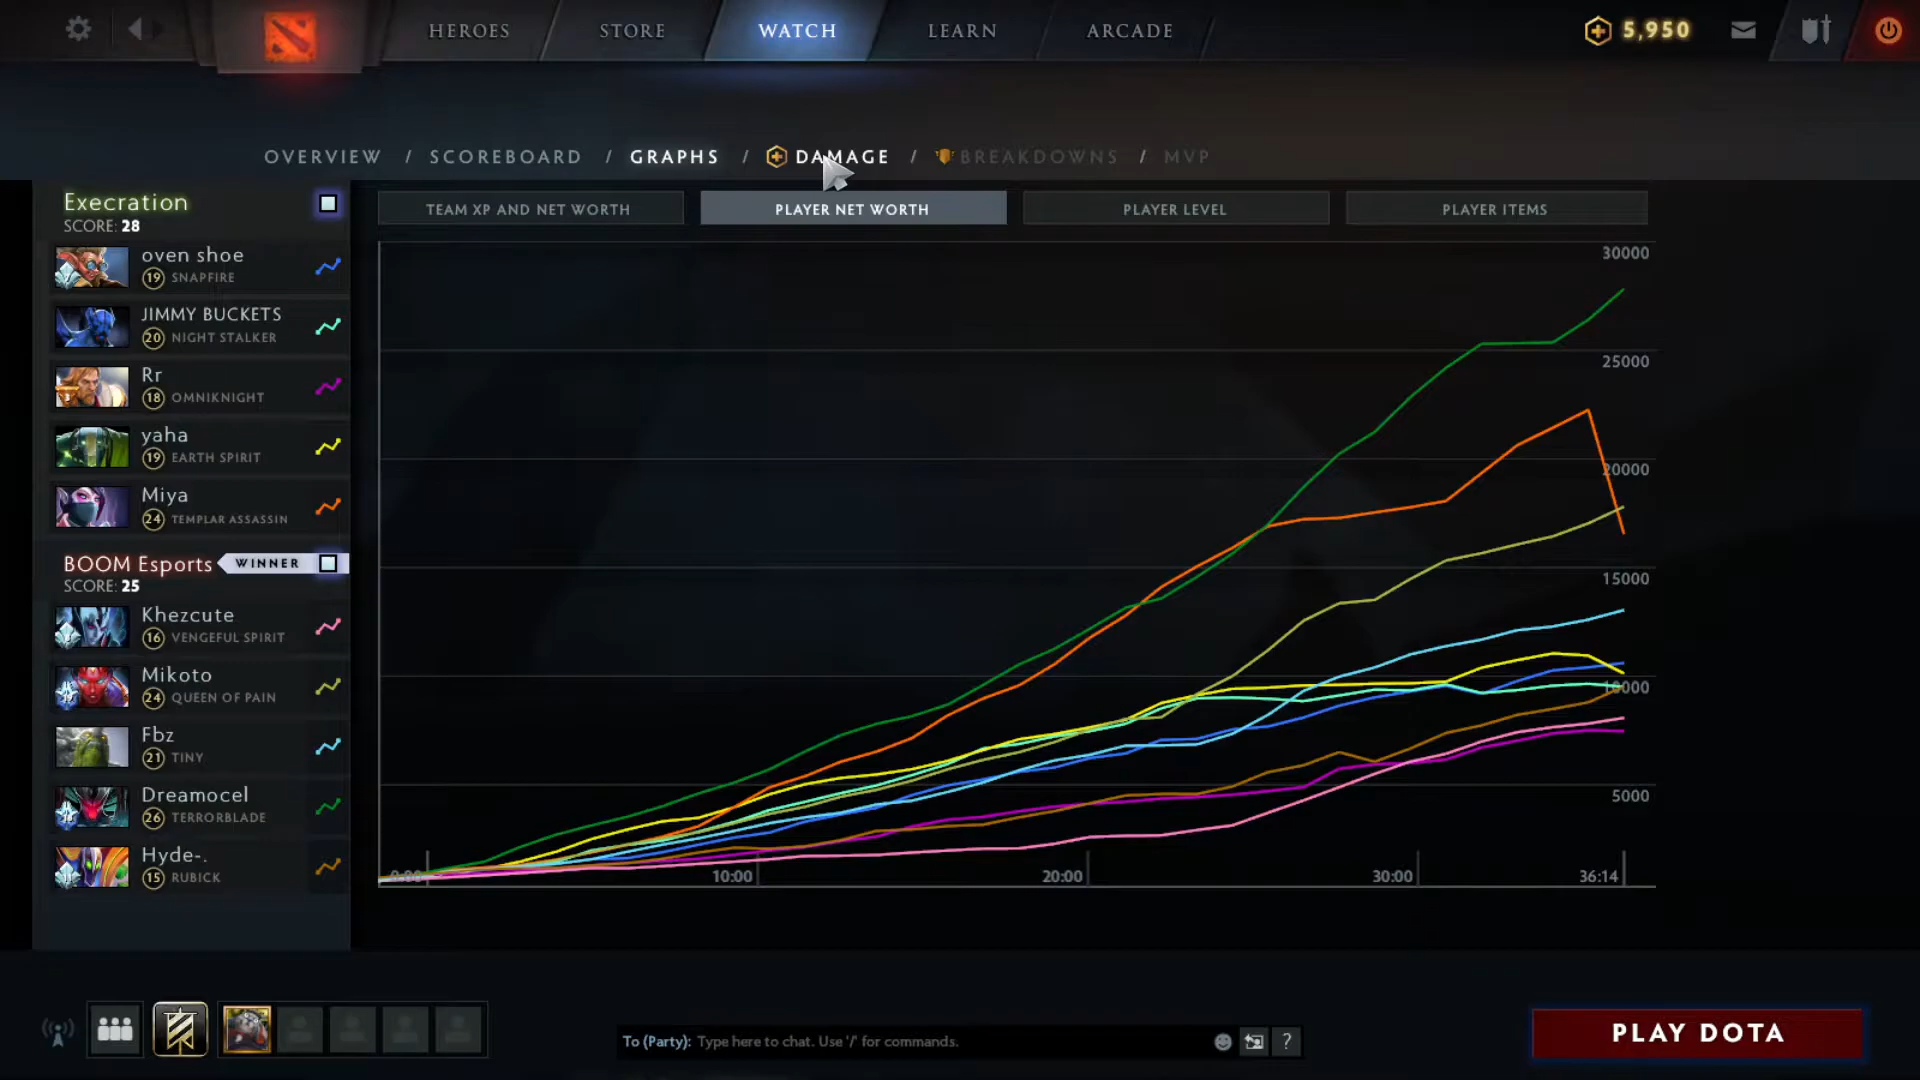 HEROES
STORE
WATCH
LEARN
ARCADE
5,950
OVERVIEW / SCOREBOARD / GRAPHS / DAMAGE / BREAKDOWNS / MVP
Execration
SCORE: 28
oven shoe
19 SNAPFIRE
JIMMY BUCKETS
20 NIGHT STALKER
Rr
18 OMNIKNIGHT
yaha
19 EARTH SPIRIT
Miya
24 TEMPLAR ASSASSIN
BOOM Esports WINNER
SCORE: 25
Khezcute
16 VENGEFUL SPIRIT
Mikoto
24 QUEEN OF PAIN
Fbz
21 TINY
Dreamocel
26 TERRORBLADE
Hyde-.
15 RUBICK
TEAM XP AND NET WORTH
PLAYER NET WORTH
PLAYER LEVEL
PLAYER ITEMS
30000
25000
20000
15000
10000
5000
0:00
10:00
20:00
30:00
36:14
To (Party): Type here to chat. Use '/' for commands.
?
PLAY DOTA